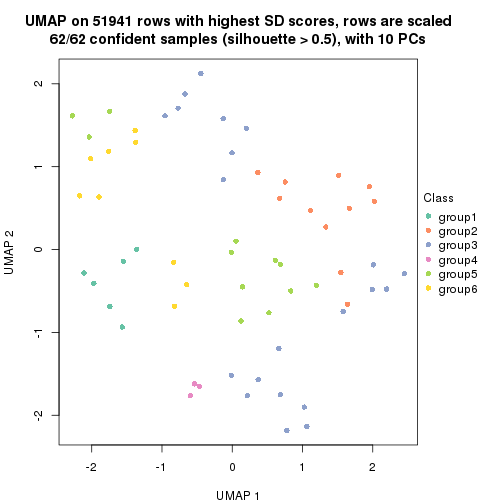 UMAP on 51941 rows with highest SD scores, rows are scaled
62/62 confident samples (silhouette > 0.5), with 10 PCs
2
1
0
-1
-2
UMAP 2
-2
-1
0
1
2
UMAP 1
Class
group1
group2
group3
group4
group5
group6